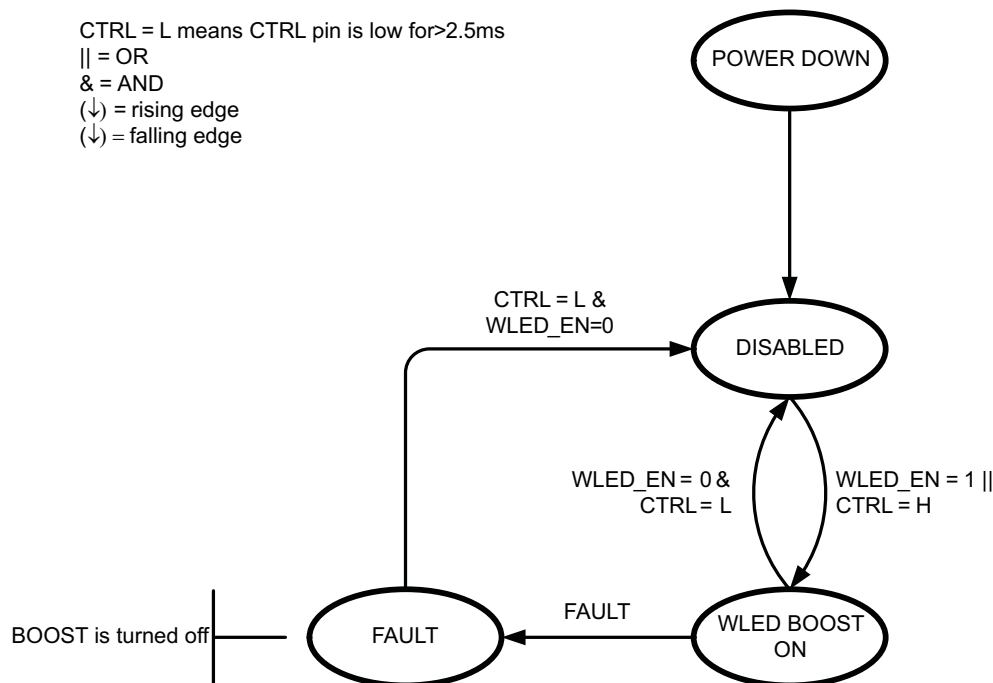 CTRL = L means CTRL pin is low for>2.5ms
|| = OR
& = AND
(↓) = rising edge
(↓) = falling edge
POWER DOWN
CTRL = L &
WLED_EN=0
DISABLED
WLED_EN = 0 &
CTRL = L
WLED_EN = 1 ||
CTRL = H
BOOST is turned off
FAULT
FAULT
WLED BOOST
ON